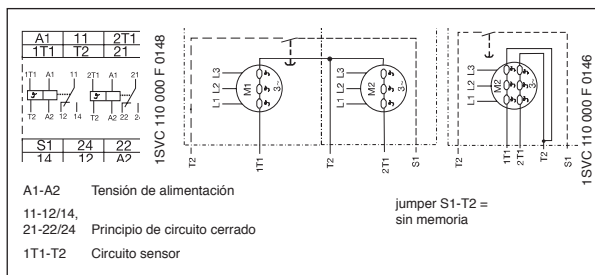 A1 11 2T1
1T1 T2 21
1T1 A1 11 2T1 A1 21
T2 A2 12 14 T2 A2 22 24
S1 24 22
14 12 A2
1SVC 110 000 F 0148
L3
L2
L1
M1
3~
L3
L2
L1
M2
3~
T2 1T1 T2 2T1 S1
L3
L2
L1
M2
3~
T2 1T1 2T1 T2 S1
1SVC 110 000 F 0146
A1-A2 Tensión de alimentación
11-12/14,
21-22/24 Principio de circuito cerrado
1T1-T2 Circuito sensor
jumper S1-T2 =
sin memoria